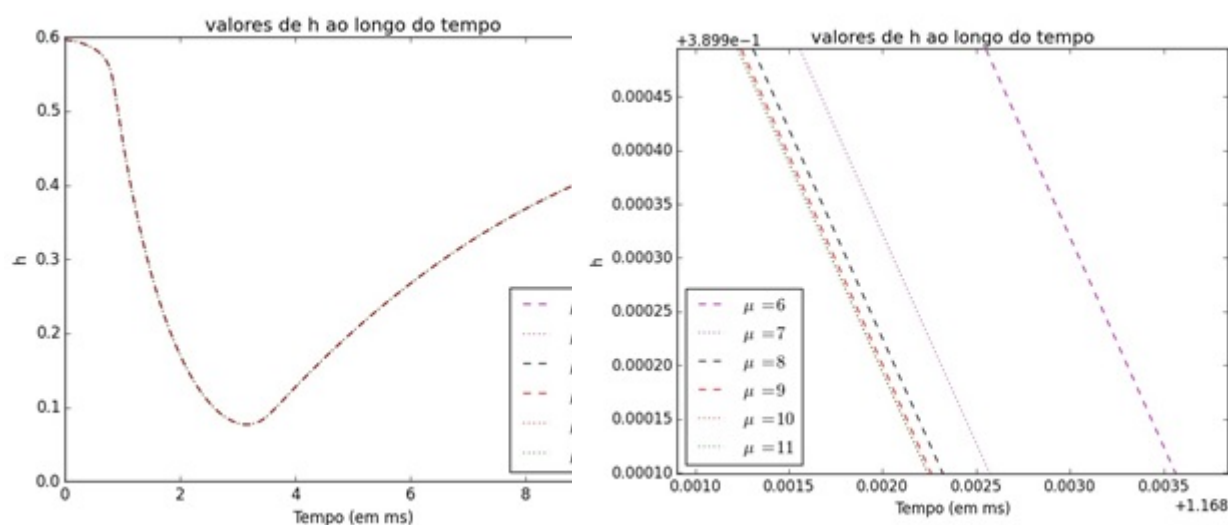 valores de h ao longo do tempo
0.6
0.5
0.4
0.3
0.2
0.1
0.0
h
0 2 4 6 8
Tempo (em ms)
+3.899e−1
valores de h ao longo do tempo
0.00045
0.00040
0.00035
0.00030
0.00025
0.00020
0.00015
0.00010
h
μ =6
μ =7
μ =8
μ =9
μ =10
μ =11
0.0010 0.0015 0.0020 0.0025 0.0030 0.0035
Tempo (em ms)
+1.168